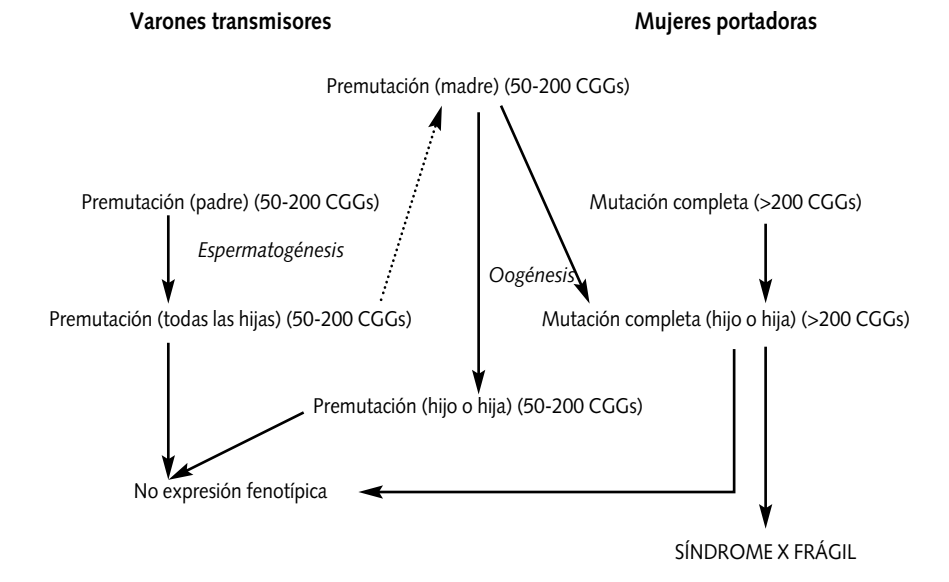 Varones transmisores
Mujeres portadoras
Premutación (madre) (50-200 CGGs)
Premutación (padre) (50-200 CGGs)
Mutación completa (>200 CGGs)
Espermatogénesis
Oogénesis
Premutación (todas las hijas) (50-200 CGGs)
Mutación completa (hijo o hija) (>200 CGGs)
Premutación (hijo o hija) (50-200 CGGs)
No expresión fenotípica
SÍNDROME X FRÁGIL